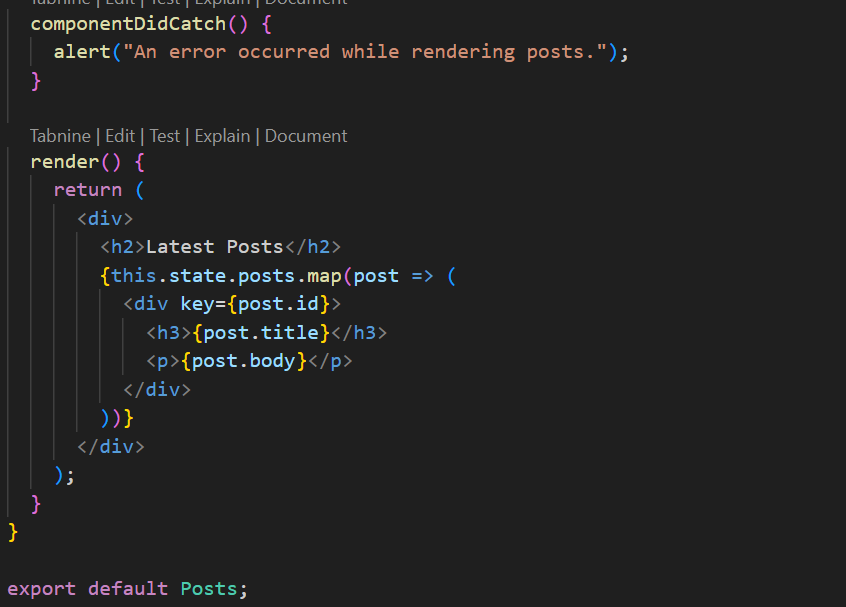 Tabnine | Edit | Test | Explain | Document
componentDidCatch() {
alert("An error occurred while rendering posts.");
}
Tabnine | Edit | Test | Explain | Document
render() {
return (
<div>
<h2>Latest Posts</h2>
{this.state.posts.map(post => (
<div key={post.id}>
<h3>{post.title}</h3>
<p>{post.body}</p>
</div>
))}
</div>
);
}
}
export default Posts;